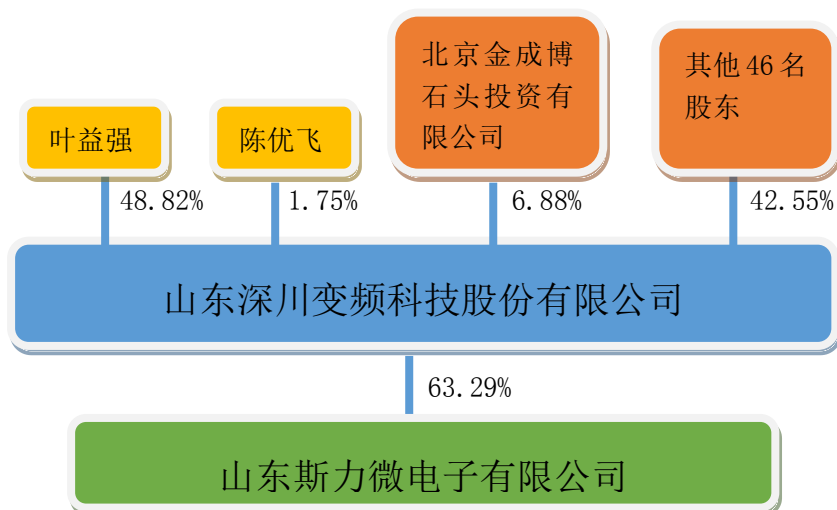 叶益强
陈优飞
北京金成博
石头投资有
限公司
其他46名
股东
48.82%
1.75%
6.88%
42.55%
山东深川变频科技股份有限公司
63.29%
山东斯力微电子有限公司